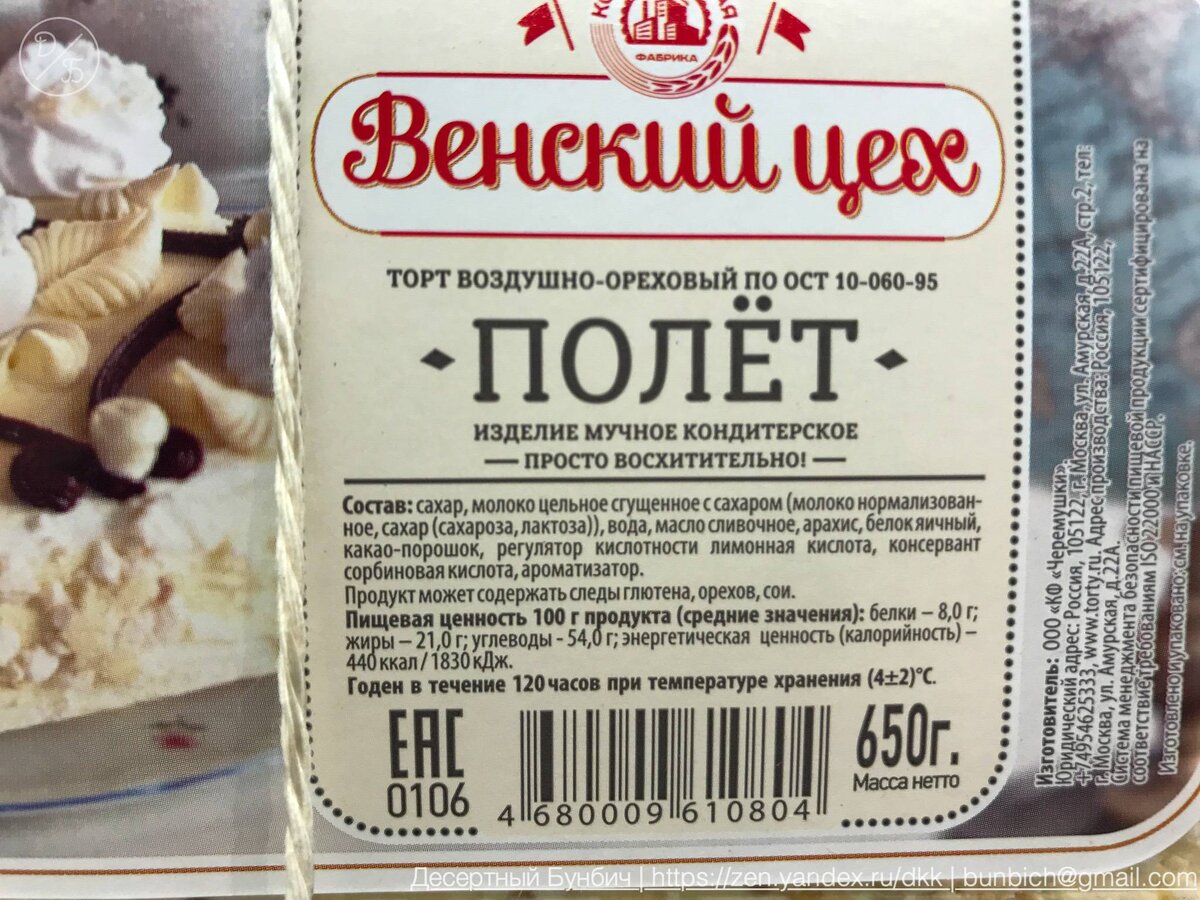 ФАБРИКА
Венский цех
ТОРТ ВОЗДУШНО-ОРЕХОВЫЙ ПО ОСТ 10-060-95
ПОЛЁТ
ИЗДЕЛИЕ МУЧНОЕ КОНДИТЕРСКОЕ
— ПРОСТО ВОСХИТИТЕЛЬНО! —
Состав: сахар, молоко цельное сгущенное с сахаром (молоко нормализован-
ное, сахар (сахароза, лактоза)), вода, масло сливочное, арахис, белок яичный,
какао-порошок, регулятор кислотности лимонная кислота, консервант
сорбиновая кислота, ароматизатор.
Продукт может содержать следы глютена, орехов, сои.
Пищевая ценность 100 г продукта (средние значения): белки – 8,0 г;
жиры – 21,0 г; углеводы - 54,0 г; энергетическая ценность (калорийность) –
440 ккал / 1830 кДж.
Годен в течение 120 часов при температуре хранения (4±2)°С.
ЕАС
0106
4 680009 610804
650г.
Масса нетто
Изготовитель: ООО «КФ «Черемушки»,
Юридический адрес: Россия, 105122, г. Москва, ул. Амурская, д.22А, стр.2, тел:
+74954625333, www.torty.ru. Адрес производства: Россия, 105122,
г. Москва, ул. Амурская, д.22А.
Система менеджмента безопасности пищевой продукции сертифицирована на
соответствие требованиям ISO 22000 и НАССР.
Изготовлено и упаковано: см. на упаковке.
Д/Б
Десертный Бунбич | https://zen.yandex.ru/dkk | bunbich@gmail.com